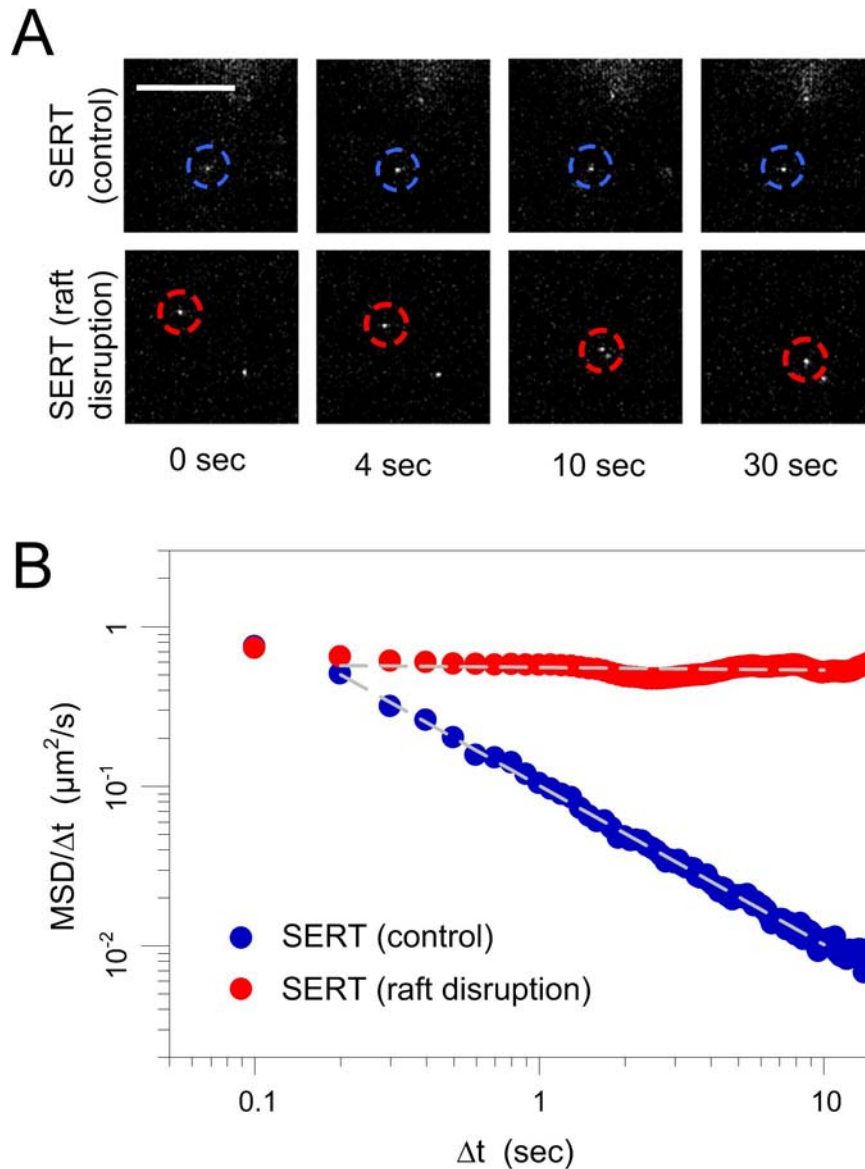 A
SERT
(control)
SERT (raft
disruption)
0 sec
4 sec
10 sec
30 sec
B
MSD/Δt (μm²/s)
1
10⁻¹
10⁻²
SERT (control)
SERT (raft disruption)
0.1
1
10
Δt (sec)